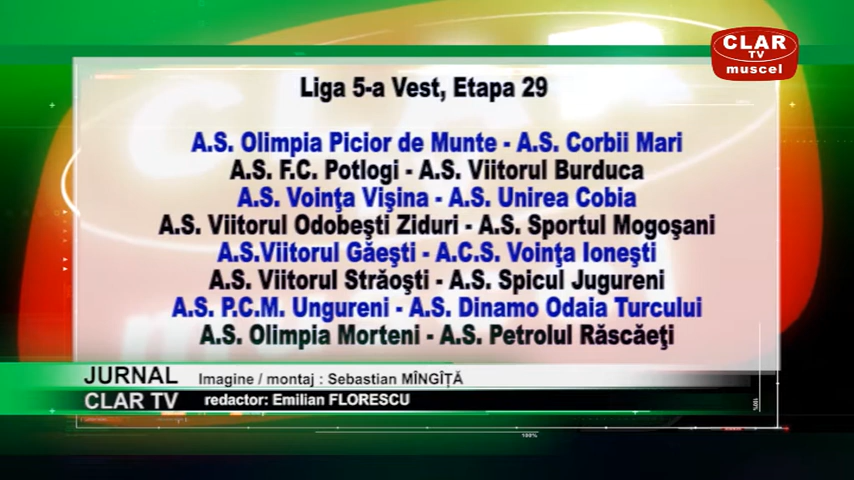 CLAR
TV
muscel
Liga 5-a Vest, Etapa 29
A.S. Olimpia Picior de Munte - A.S. Corbii Mari
A.S. F.C. Potlogi - A.S. Viitorul Burduca
A.S. Voinţa Vişina - A.S. Unirea Cobia
A.S. Viitorul Odobeşti Ziduri - A.S. Sportul Mogoşani
A.S.Viitorul Găeşti - A.C.S. Voinţa Ioneşti
A.S. Viitorul Străoşti - A.S. Spicul Jugureni
A.S. P.C.M. Ungureni - A.S. Dinamo Odaia Turcului
A.S. Olimpia Morteni - A.S. Petrolul Răscăeţi
JURNAL Imagine / montaj : Sebastian MÎNGÎȚĂ
CLAR TV redactor: Emilian FLORESCU
100%